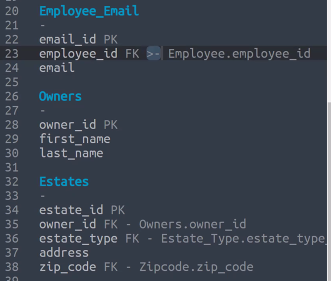 20 Employee_Email
21 -
22 email_id PK
23 employee_id FK >- Employee.employee_id
24 email
25
26 Owners
27 -
28 owner_id PK
29 first_name
30 last_name
31
32 Estates
33 -
34 estate_id PK
35 owner_id FK - Owners.owner_id
36 estate_type FK - Estate_Type.estate_type_
37 address
38 zip_code FK - Zipcode.zip_code